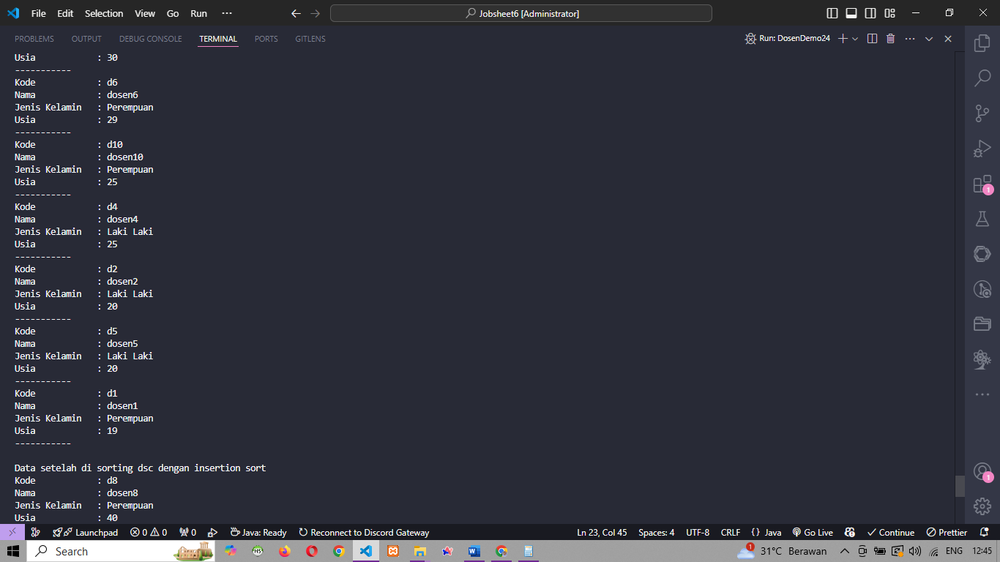 File Edit Selection View Go Run ··· Jobsheet6 [Administrator]
PROBLEMS OUTPUT DEBUG CONSOLE TERMINAL PORTS GITLENS Run: DosenDemo24
Usia : 30
-----------
Kode : d6
Nama : dosen6
Jenis Kelamin : Perempuan
Usia : 29
-----------
Kode : d10
Nama : dosen10
Jenis Kelamin : Perempuan
Usia : 25
-----------
Kode : d4
Nama : dosen4
Jenis Kelamin : Laki Laki
Usia : 25
-----------
Kode : d2
Nama : dosen2
Jenis Kelamin : Laki Laki
Usia : 20
-----------
Kode : d5
Nama : dosen5
Jenis Kelamin : Laki Laki
Usia : 20
-----------
Kode : d1
Nama : dosen1
Jenis Kelamin : Perempuan
Usia : 19
-----------
Data setelah di sorting dsc dengan insertion sort
Kode : d8
Nama : dosen8
Jenis Kelamin : Perempuan
Usia : 40
1
1
Launchpad 0 0 0 Java: Ready Reconnect to Discord Gateway Ln 23, Col 45 Spaces: 4 UTF-8 CRLF {} Java Go Live Continue Prettier
Search HS 1 31°C Berawan ENG 12:45